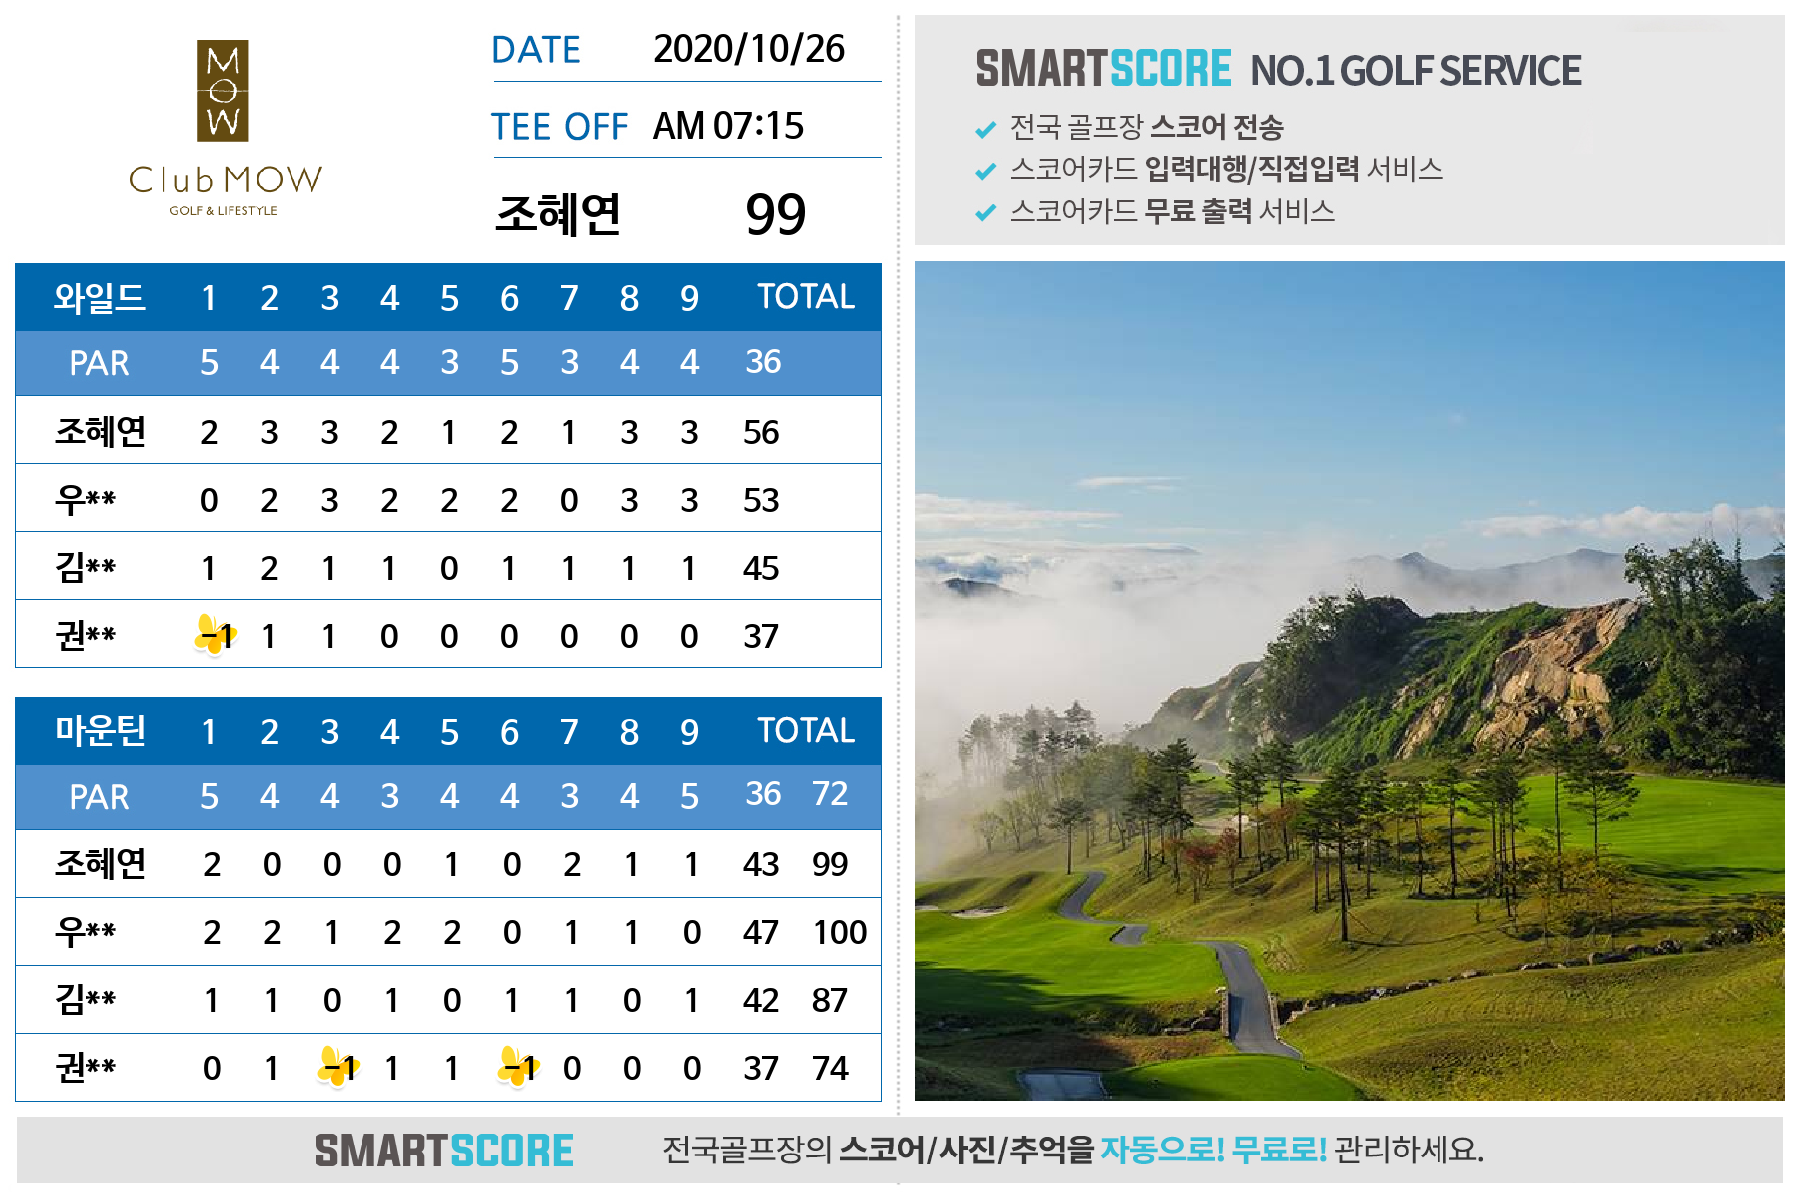 MOW
Club MOW
GOLF & LIFESTYLE
DATE 2020/10/26
TEE OFF AM 07:15
조혜연 99
와일드 1 2 3 4 5 6 7 8 9 TOTAL
PAR 5 4 4 4 3 5 3 4 4 36
조혜연 2 3 3 2 1 2 1 3 3 56
우** 0 2 3 2 2 2 0 3 3 53
김** 1 2 1 1 0 1 1 1 1 45
권** -1 1 1 0 0 0 0 0 0 37
마운틴 1 2 3 4 5 6 7 8 9 TOTAL
PAR 5 4 4 3 4 4 3 4 5 36 72
조혜연 2 0 0 0 1 0 2 1 1 43 99
우** 2 2 1 2 2 0 1 1 0 47 100
김** 1 1 0 1 0 1 1 0 1 42 87
권** 0 1 -1 1 1 -1 0 0 0 37 74
SMARTSCORE NO.1 GOLF SERVICE
전국 골프장 스코어 전송
스코어카드 입력대행/직접입력 서비스
스코어카드 무료 출력 서비스
SMARTSCORE 전국골프장의 스코어/사진/추억을 자동으로! 무료로! 관리하세요.